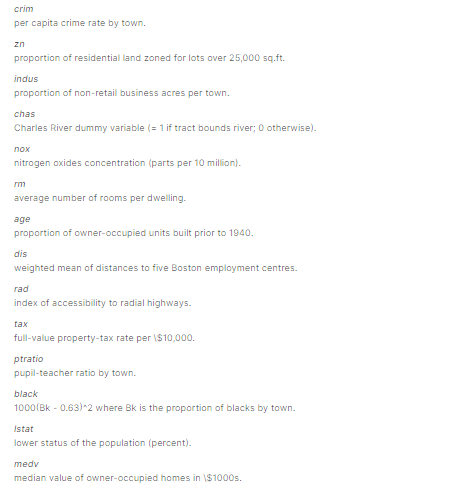 crim
per capita crime rate by town.
zn
proportion of residential land zoned for lots over 25,000 sq.ft.
indus
proportion of non-retail business acres per town.
chas
Charles River dummy variable (= 1 if tract bounds river; 0 otherwise).
nox
nitrogen oxides concentration (parts per 10 million).
rm
average number of rooms per dwelling.
age
proportion of owner-occupied units built prior to 1940.
dis
weighted mean of distances to five Boston employment centres.
rad
index of accessibility to radial highways.
tax
full-value property-tax rate per \$10,000.
ptratio
pupil-teacher ratio by town.
black
1000(Bk - 0.63)^2 where Bk is the proportion of blacks by town.
lstat
lower status of the population (percent).
medv
median value of owner-occupied homes in \$1000s.